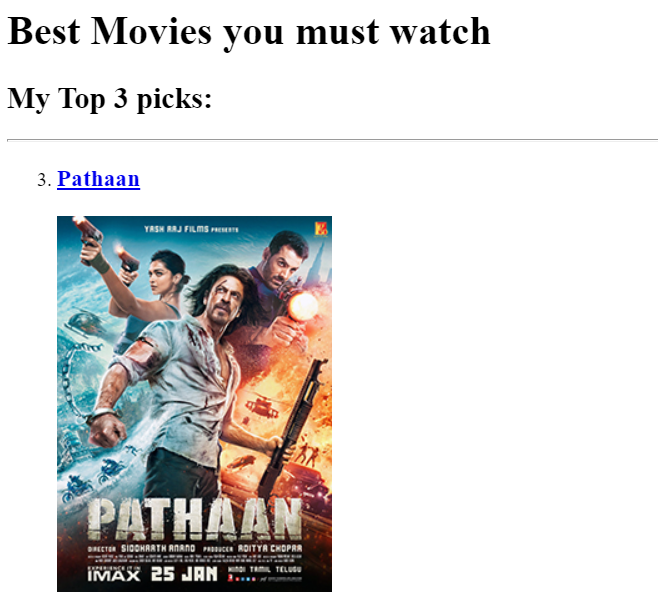 Best Movies you must watch
My Top 3 picks:
3. Pathaan
YASH RAJ FILMS PRESENTS
PATHAAN
DIRECTOR SIDDHARTH ANAND PRODUCER ADITYA CHOPRA
EXPERIENCE IT IN
IMAX 25 JAN HINDI TAMIL TELUGU